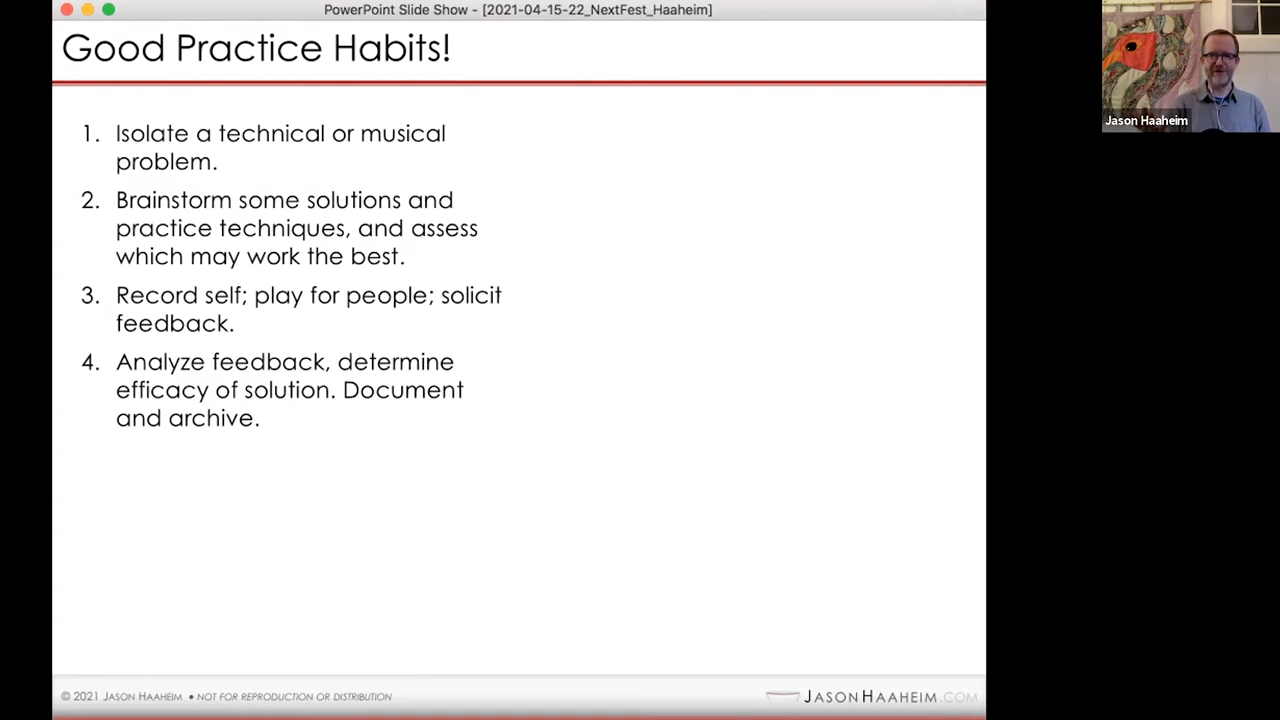 PowerPoint Slide Show - [2021-04-15-22_NextFest_Haaheim]
Good Practice Habits!
1. Isolate a technical or musical
problem.
2. Brainstorm some solutions and
practice techniques, and assess
which may work the best.
3. Record self; play for people; solicit
feedback.
4. Analyze feedback, determine
efficacy of solution. Document
and archive.
© 2021 JASON HAAHEIM • NOT FOR REPRODUCTION OR DISTRIBUTION
JASONHAAHEIM.COM
Jason Haaheim